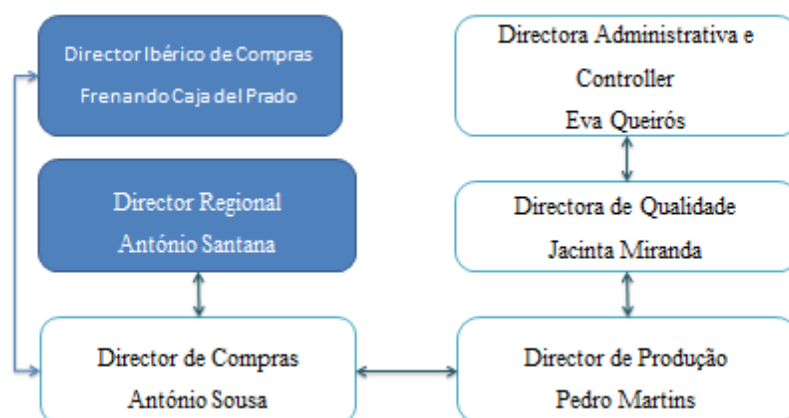 Director Ibérico de Compras
Frenando Caja del Prado
Directora Administrativa e
Controller
Eva Queirós
Director Regional
António Santana
Directora de Qualidade
Jacinta Miranda
Director de Compras
António Sousa
Director de Produção
Pedro Martins